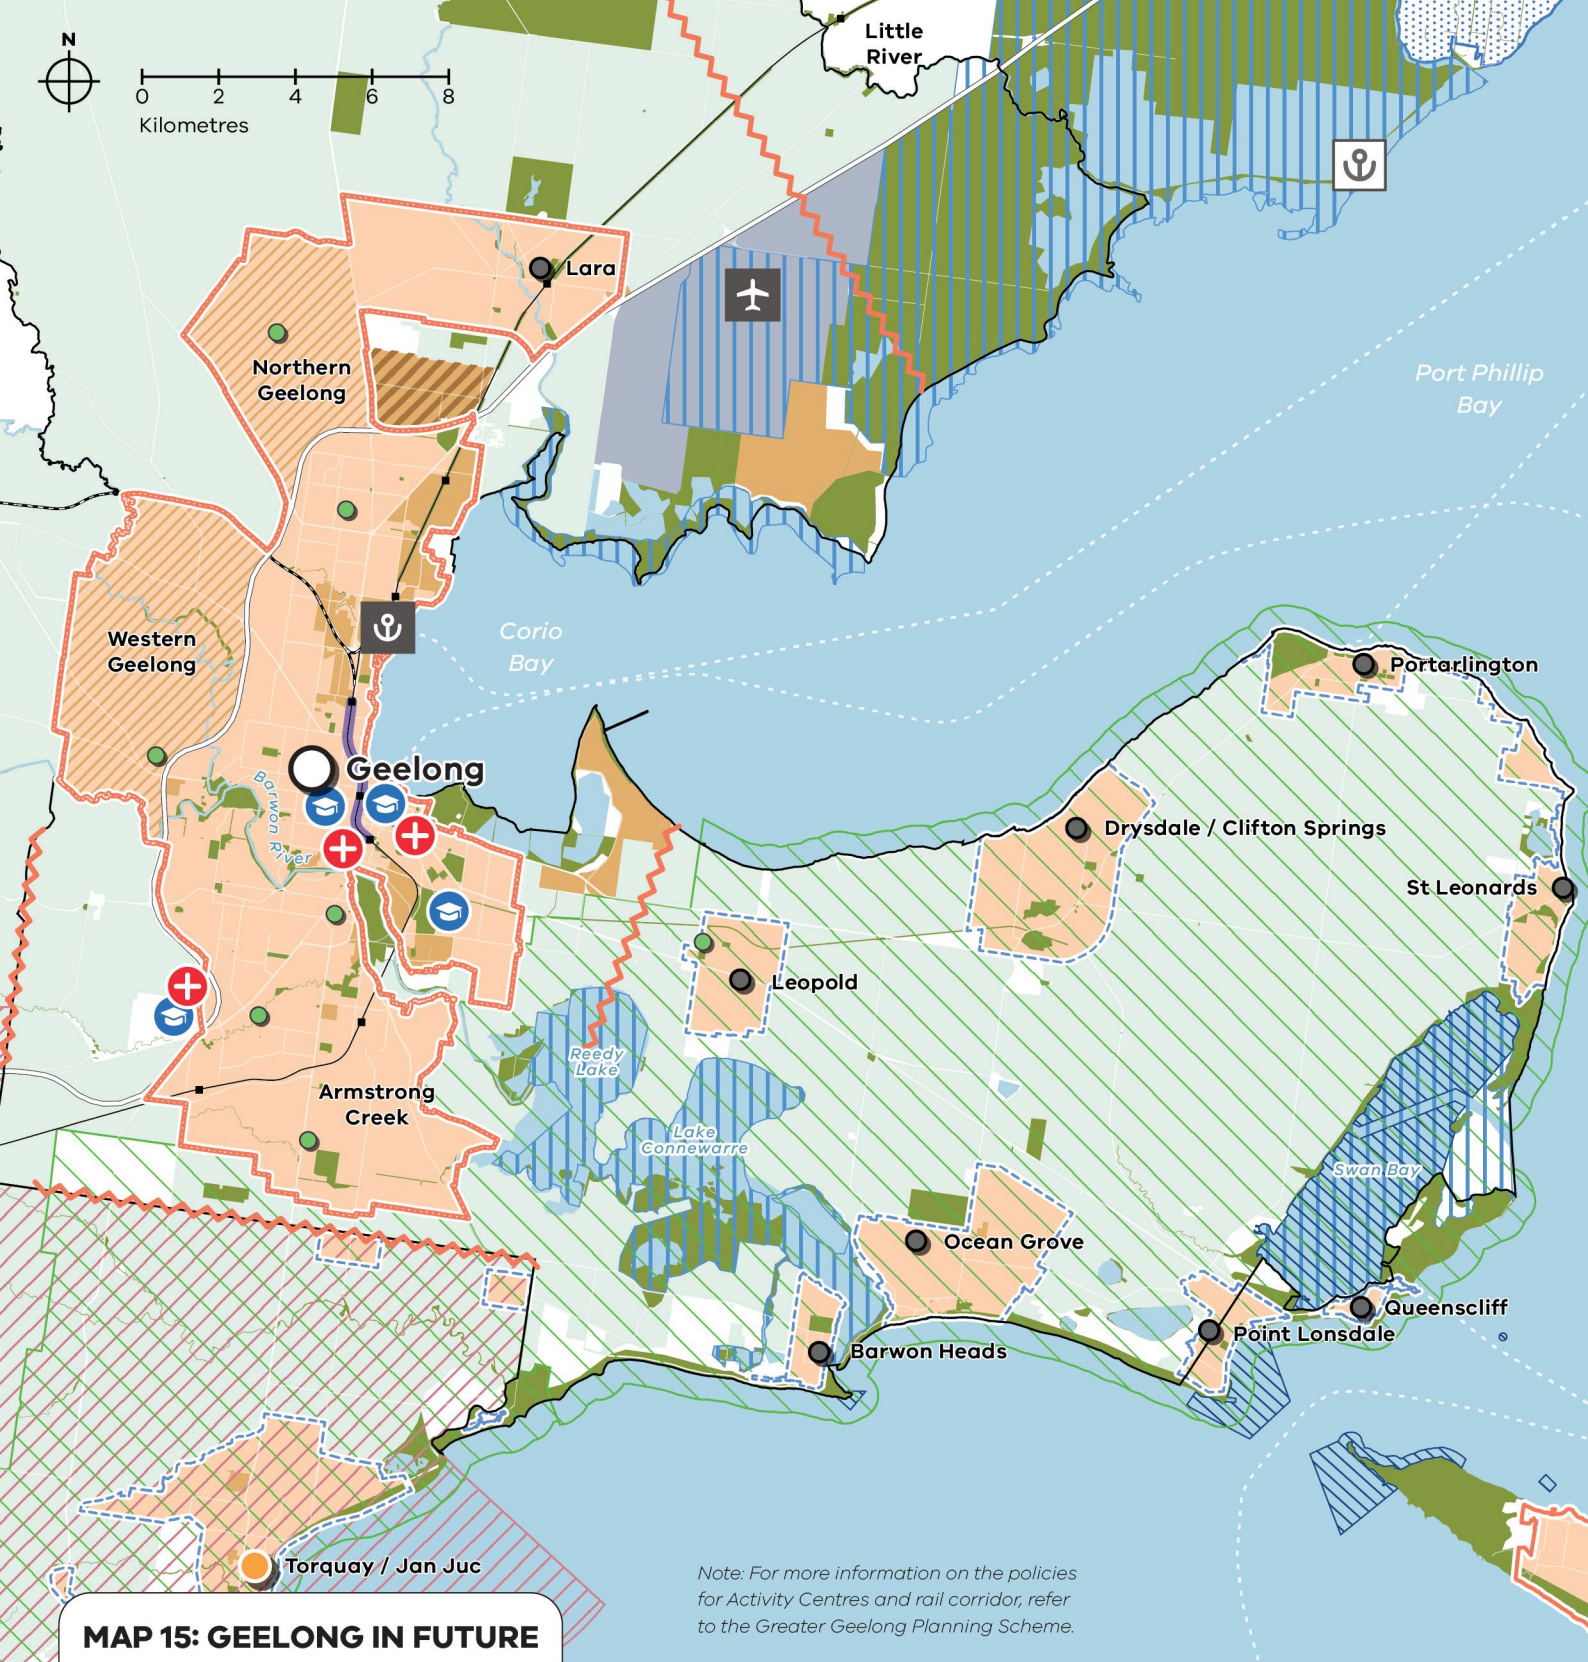 Little
River
N
0 2 4 6 8
Kilometres
Lara
Northern
Geelong
Port Phillip
Bay
Corio
Bay
Western
Geelong
Portarlington
Geelong
Barwon River
Drysdale / Clifton Springs
St Leonards
Leopold
Reedy
Lake
Armstrong
Creek
Lake
Connewarre
Swan Bay
Ocean Grove
Queenscliff
Point Lonsdale
Barwon Heads
Torquay / Jan Juc
Note: For more information on the policies
for Activity Centres and rail corridor, refer
to the Greater Geelong Planning Scheme.
MAP 15: GEELONG IN FUTURE